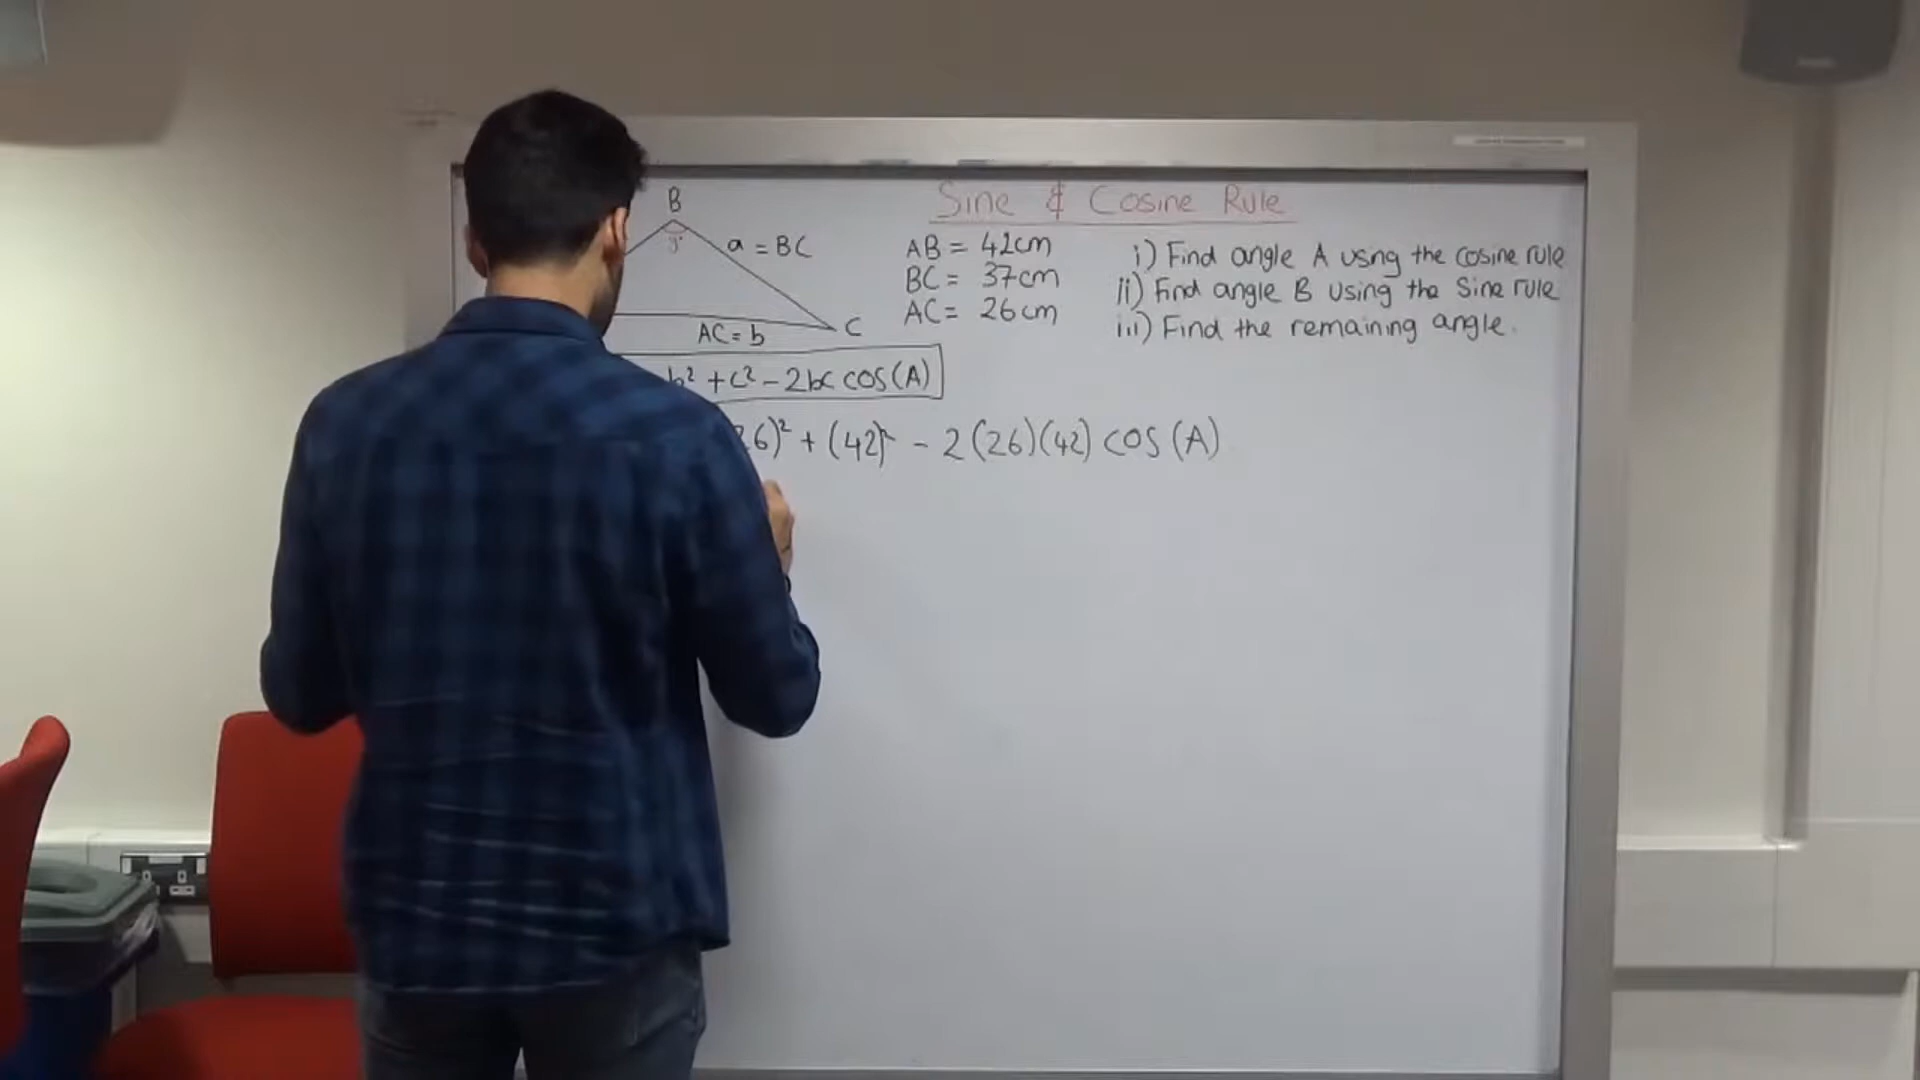 Sine & Cosine Rule
B
a = BC
AC = b
C
AB = 42cm
BC = 37cm
AC = 26cm
i) Find angle A using the cosine rule
ii) Find angle B using the Sine rule
iii) Find the remaining angle.
b² + c² - 2bc cos(A)
6)² + (42)² - 2(26)(42) cos(A)